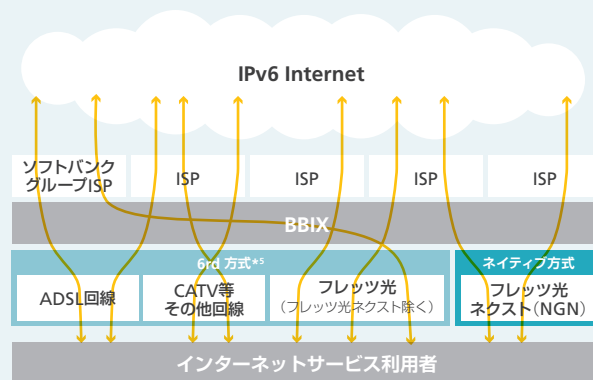 IPv6 Internet
ソフトバンク
グループISP
ISP
ISP
ISP
ISP
BBIX
6rd 方式*5
ネイティブ方式
ADSL回線
CATV等
その他回線
フレッツ光
(フレッツ光ネクスト除く)
フレッツ光
ネクスト(NGN)
インターネットサービス利用者